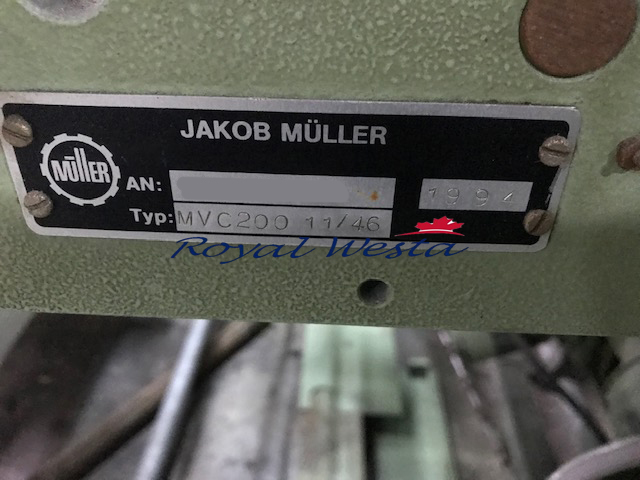 JAKOB MÜLLER
MÜLLER
AN:
1994
Typ: MVC200 11/46
Royal Westa